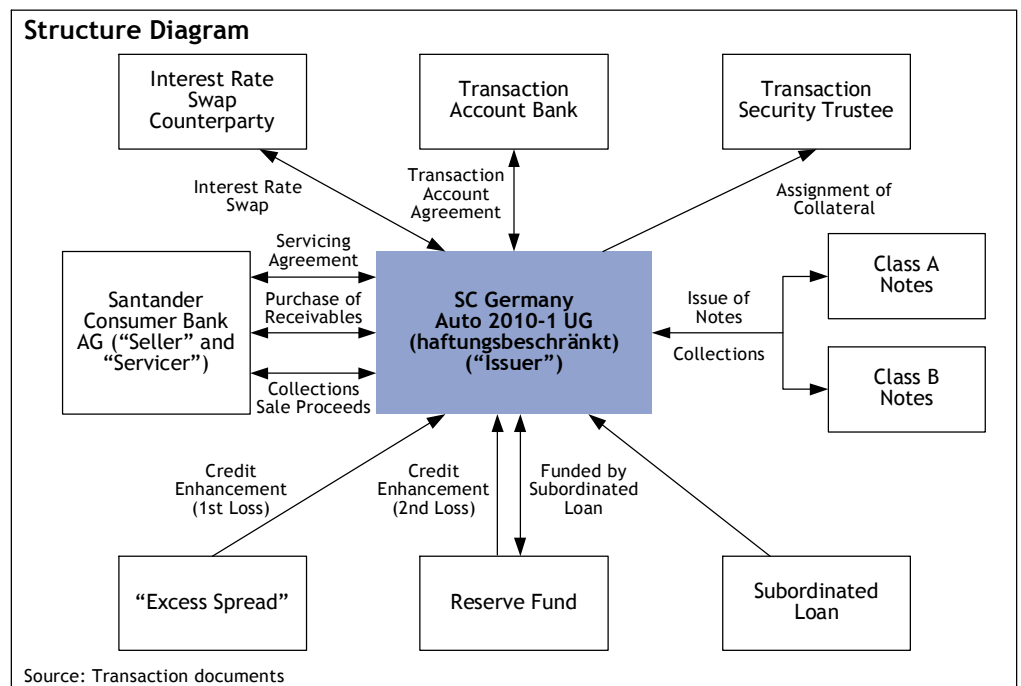 Structure Diagram
Interest Rate
Swap
Counterparty
Transaction
Account Bank
Transaction
Security Trustee
Interest Rate
Swap
Transaction
Account
Agreement
Assignment of
Collateral
Santander
Consumer Bank
AG (“Seller” and
“Servicer”)
Servicing
Agreement
Purchase of
Receivables
Collections
Sale Proceeds
SC Germany
Auto 2010-1 UG
(haftungsbeschränkt)
(“Issuer”)
Issue of
Notes
Collections
Class A
Notes
Class B
Notes
Credit
Enhancement
(1st Loss)
Credit
Enhancement
(2nd Loss)
Funded by
Subordinated
Loan
“Excess Spread”
Reserve Fund
Subordinated
Loan
Source: Transaction documents